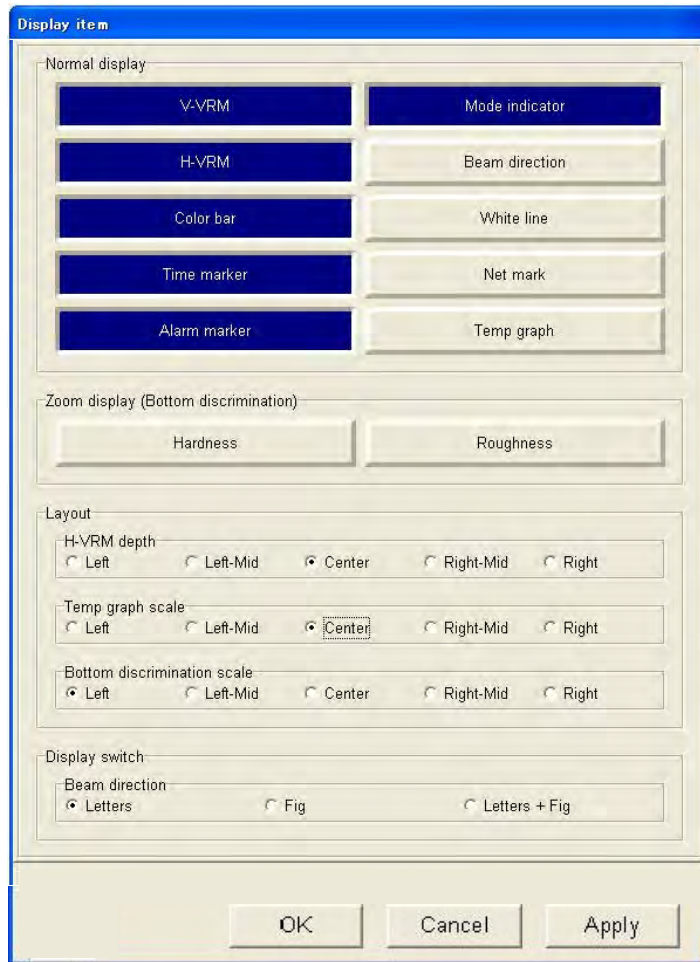 Display item
Normal display
V-VRM Mode indicator
H-VRM Beam direction
Color bar White line
Time marker Net mark
Alarm marker Temp graph
Zoom display (Bottom discrimination)
Hardness Roughness
Layout
H-VRM depth
Left Left-Mid Center Right-Mid Right
Temp graph scale
Left Left-Mid Center Right-Mid Right
Bottom discrimination scale
Left Left-Mid Center Right-Mid Right
Display switch
Beam direction
Letters Fig Letters + Fig
OK Cancel Apply